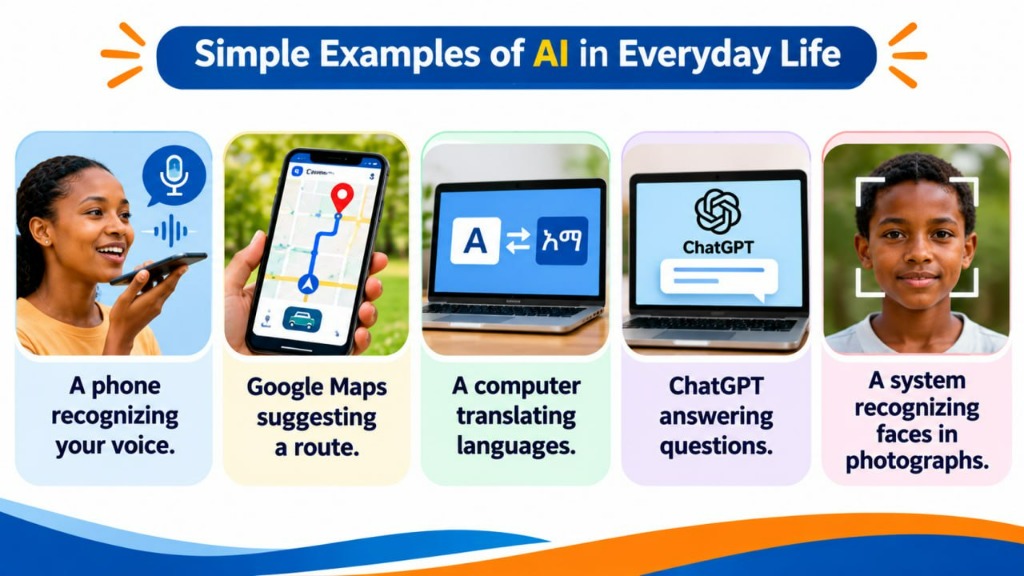 Simple Examples of AI in Everyday Life
A
አማ
ChatGPT
A phone
recognizing
your voice.
Google Maps
suggesting
a route.
A computer
translating
languages.
ChatGPT
answering
questions.
A system
recognizing
faces in
photographs.